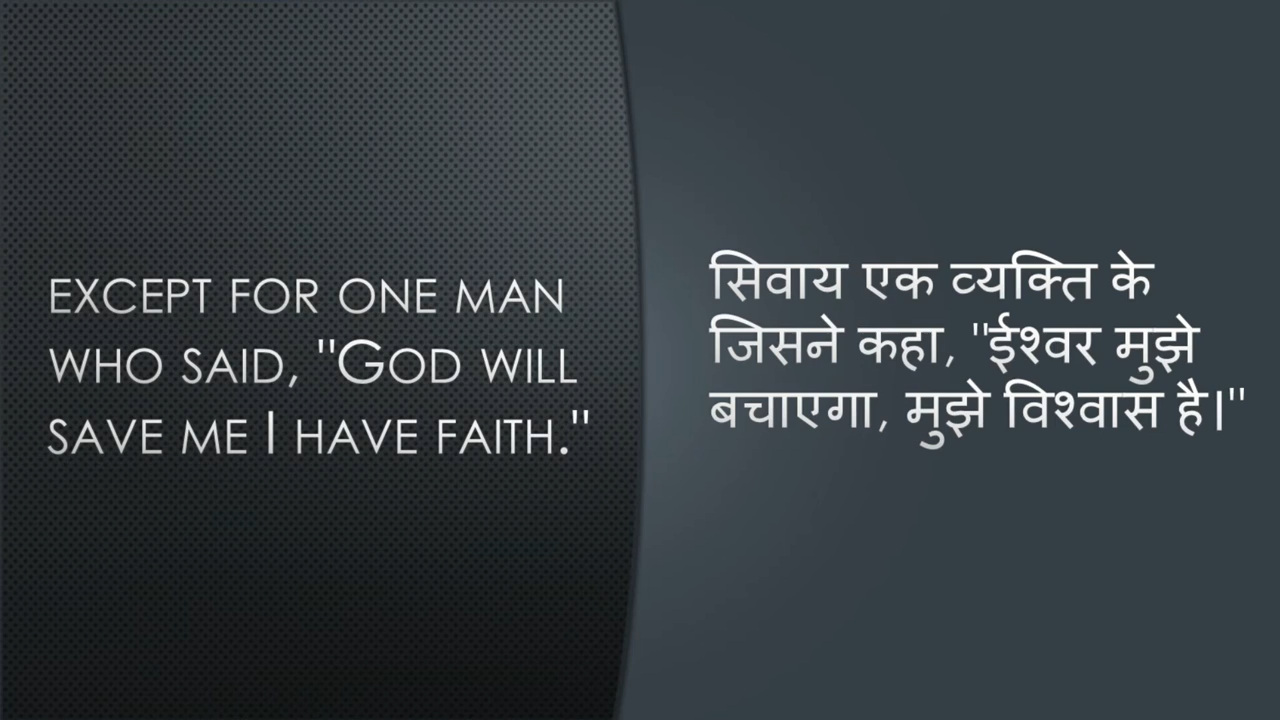 EXCEPT FOR ONE MAN
WHO SAID, "GOD WILL
SAVE ME I HAVE FAITH."
सिवाय एक व्यक्ति के
जिसने कहा, "ईश्वर मुझे
बचाएगा, मुझे विश्वास है।"